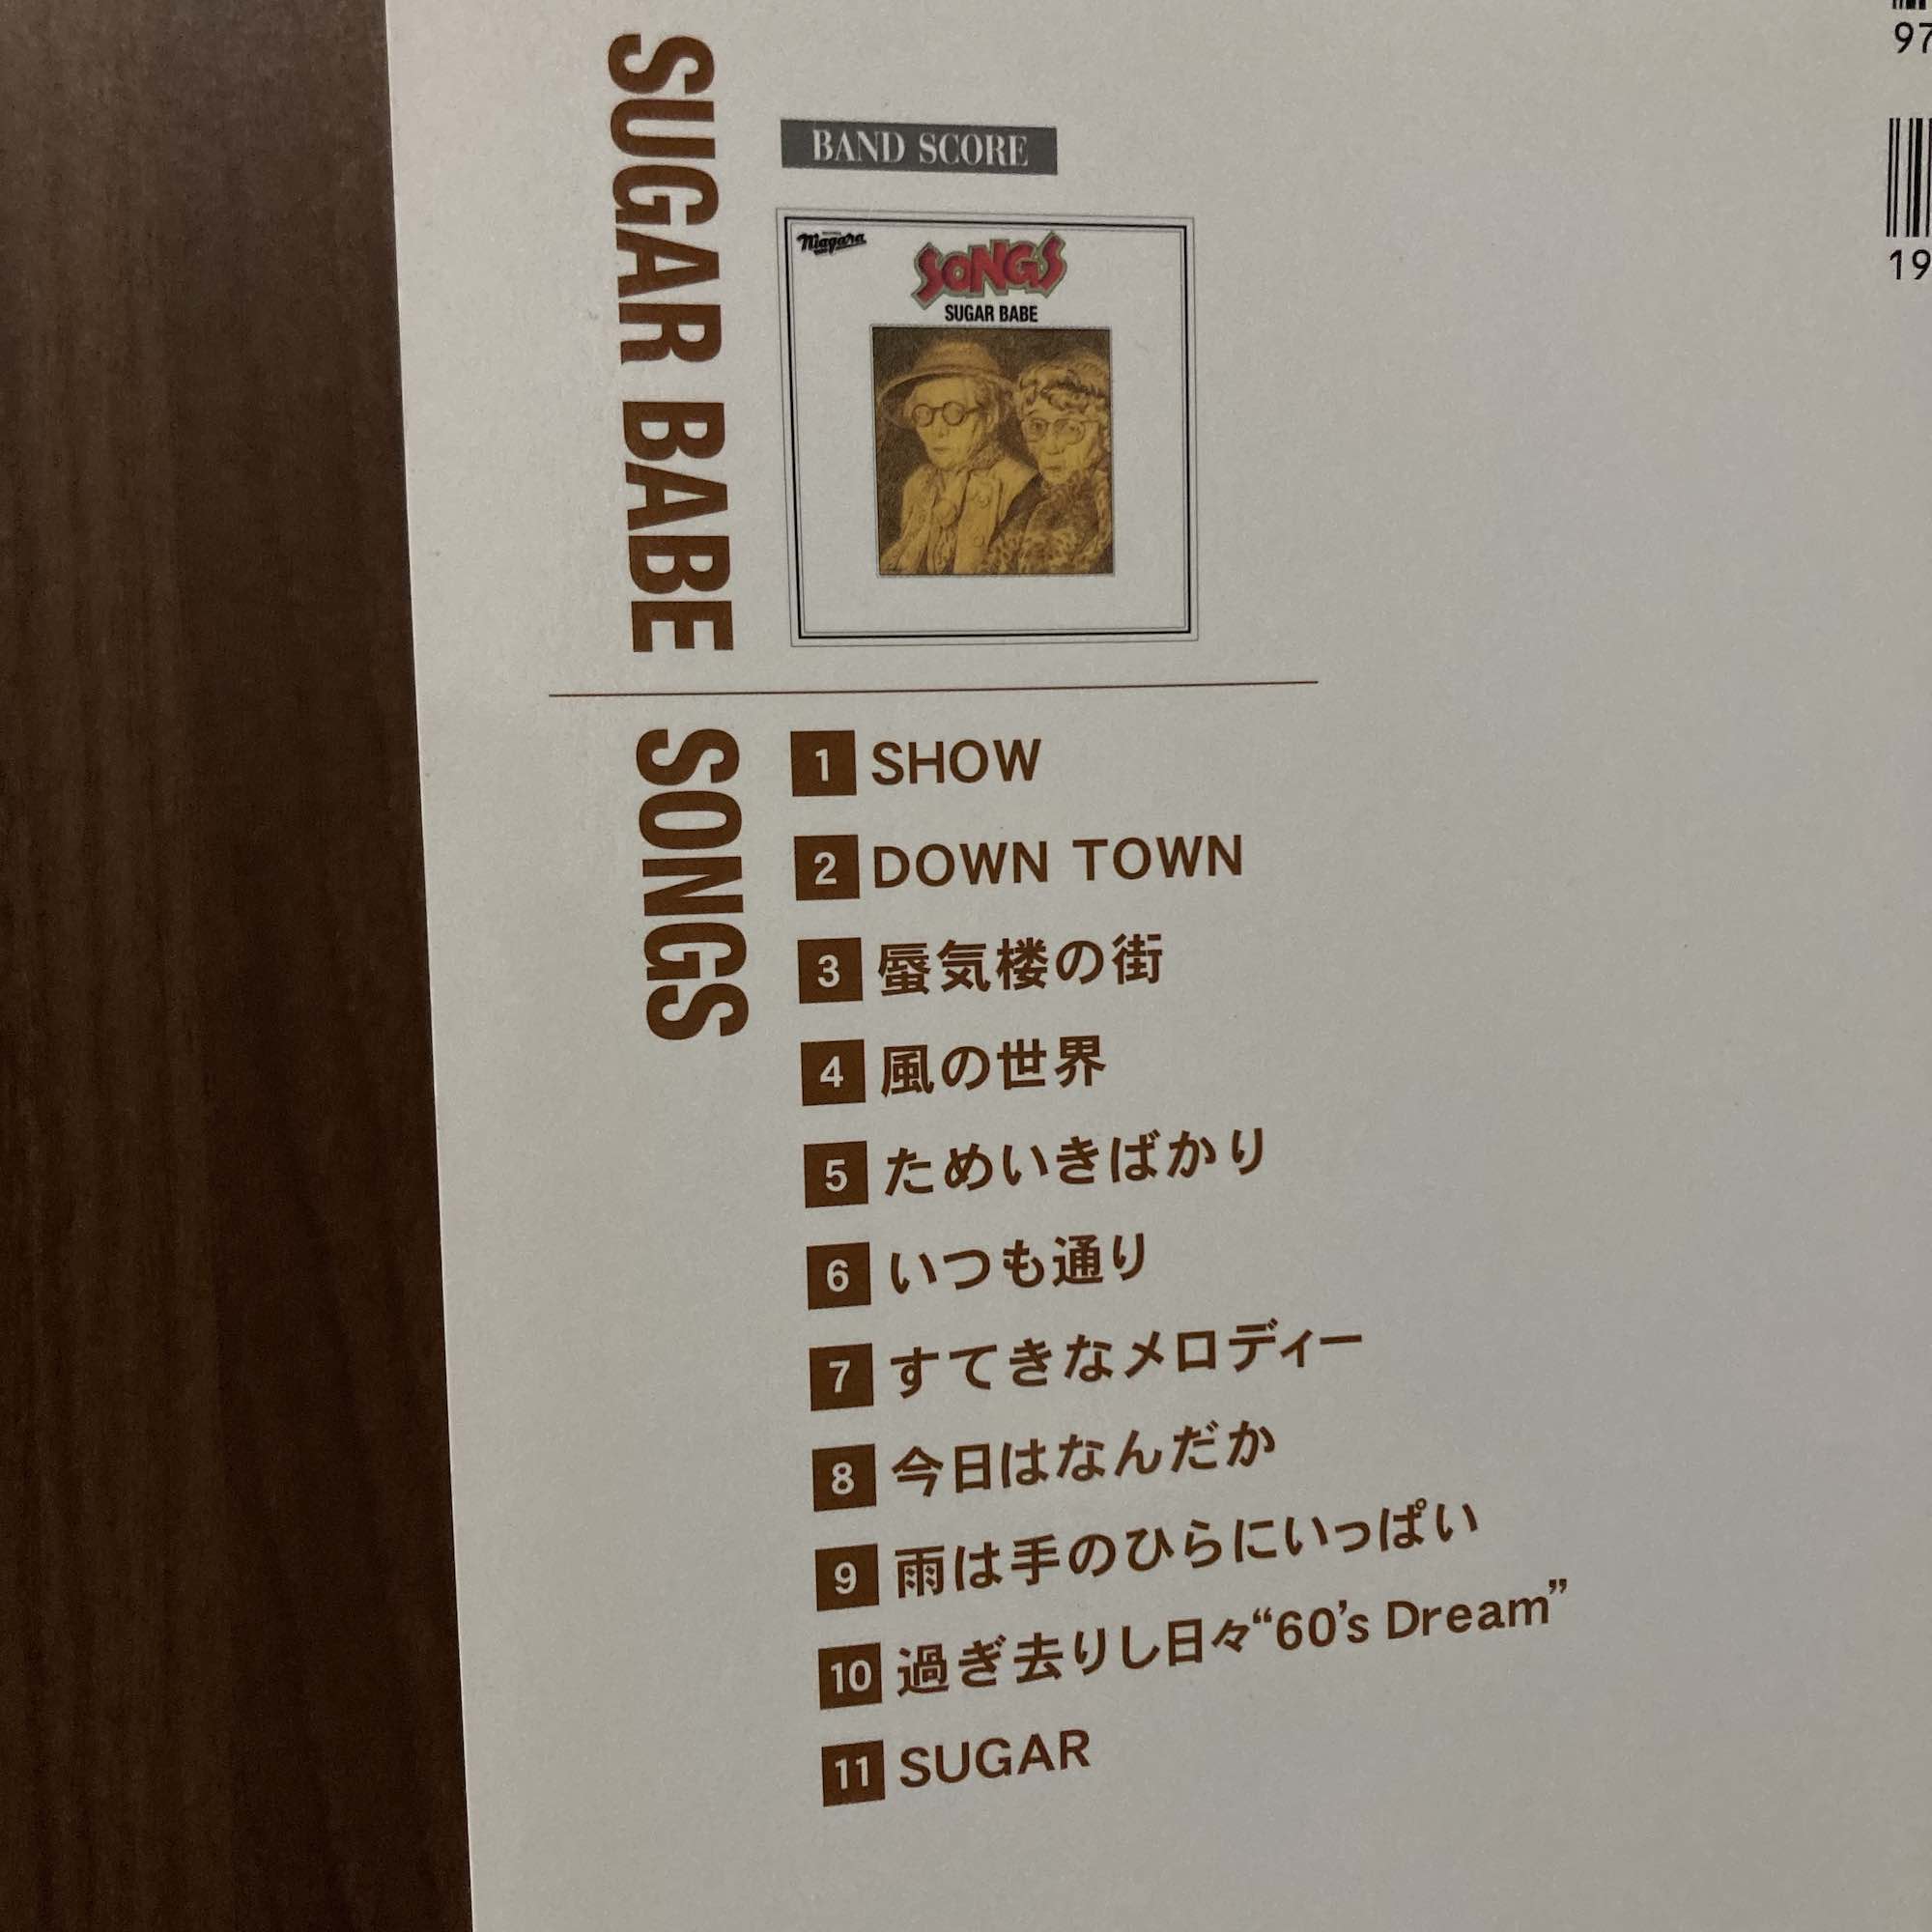 SUGAR BABE
BAND SCORE
Niagara
SONGS
SUGAR BABE
SONGS
1 SHOW
2 DOWN TOWN
3 蜃気楼の街
4 風の世界
5 ためいきばかり
6 いつも通り
7 すてきなメロディー
8 今日はなんだか
9 雨は手のひらにいっぱい
10 過ぎ去りし日々“60’s Dream”
11 SUGAR
97
19